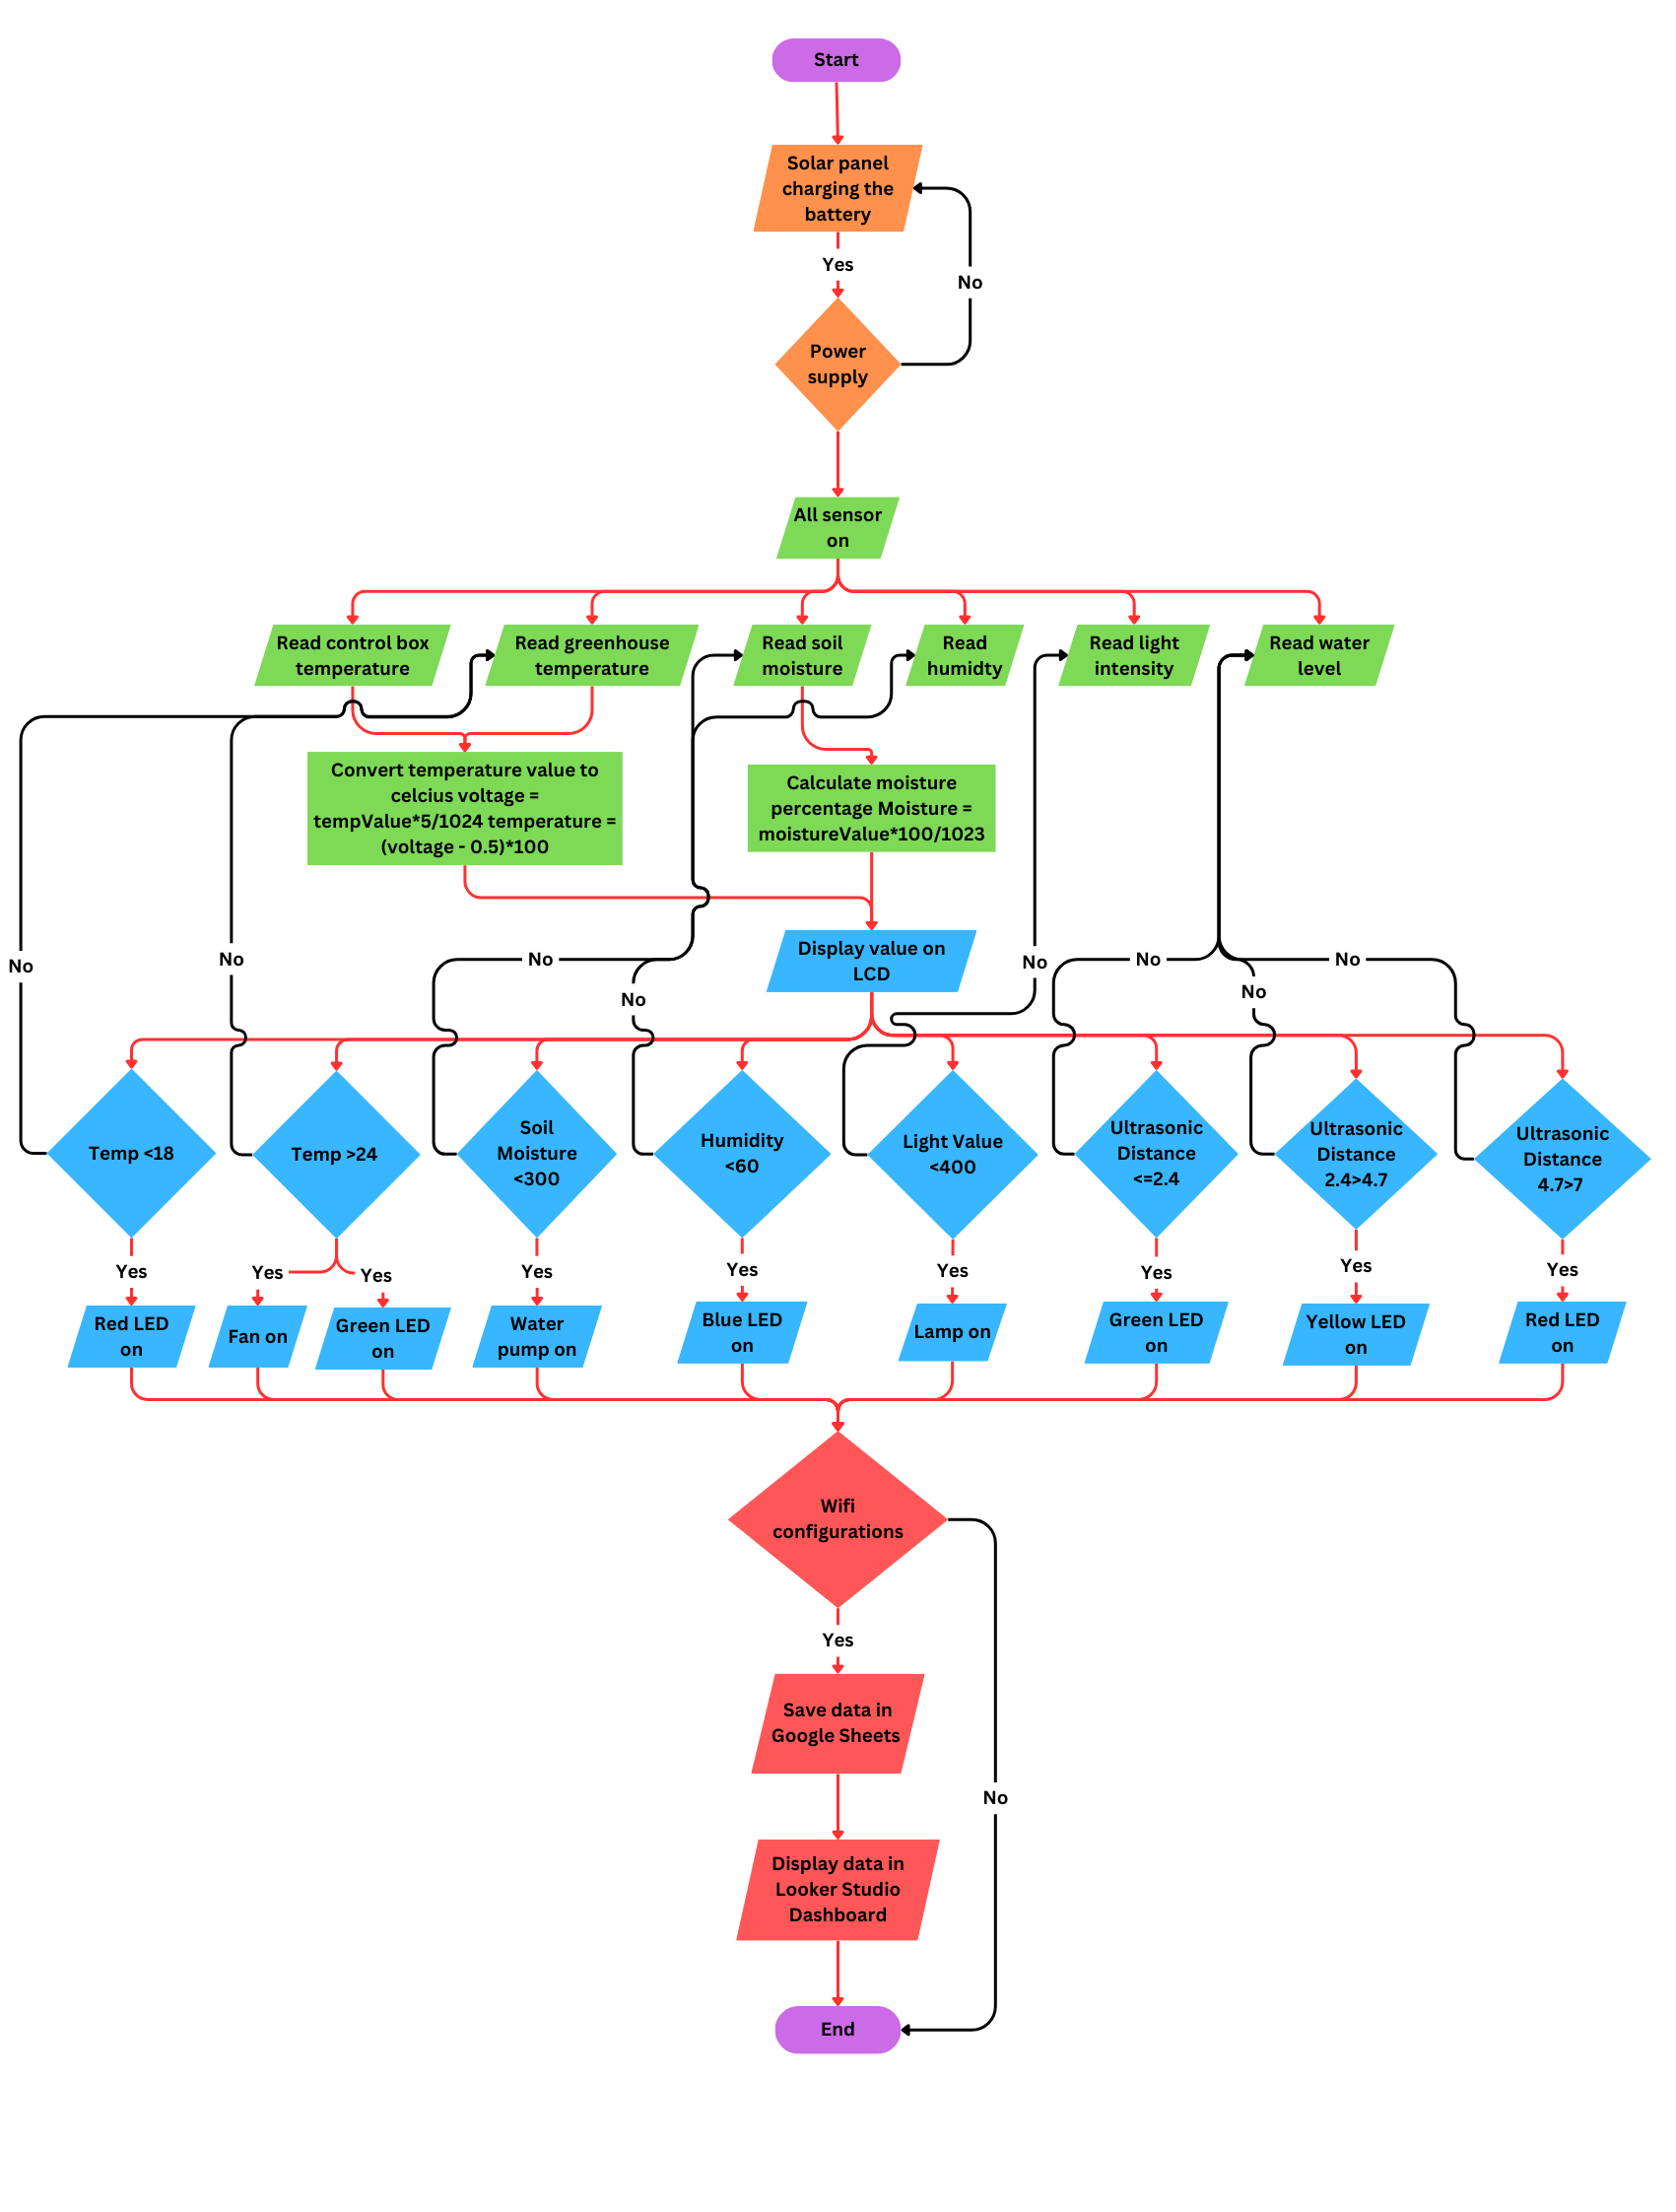 Start
Solar panel
charging the
battery
Yes
No
Power
supply
All sensor
on
Read control box
temperature
Read greenhouse
temperature
Read soil
moisture
Read
humidty
Read light
intensity
Read water
level
Convert temperature value to
celcius voltage =
tempValue*5/1024 temperature =
(voltage - 0.5)*100
Calculate moisture
percentage Moisture =
moistureValue*100/1023
Display value on
LCD
No
No
No
No
No
No
No
No
Temp <18
Temp >24
Soil
Moisture
<300
Humidity
<60
Light Value
<400
Ultrasonic
Distance
<=2.4
Ultrasonic
Distance
2.4>4.7
Ultrasonic
Distance
4.7>7
Yes
Yes
Yes
Yes
Yes
Yes
Yes
Yes
Yes
Red LED
on
Fan on
Green LED
on
Water
pump on
Blue LED
on
Lamp on
Green LED
on
Yellow LED
on
Red LED
on
Wifi
configurations
Yes
Save data in
Google Sheets
No
Display data in
Looker Studio
Dashboard
End